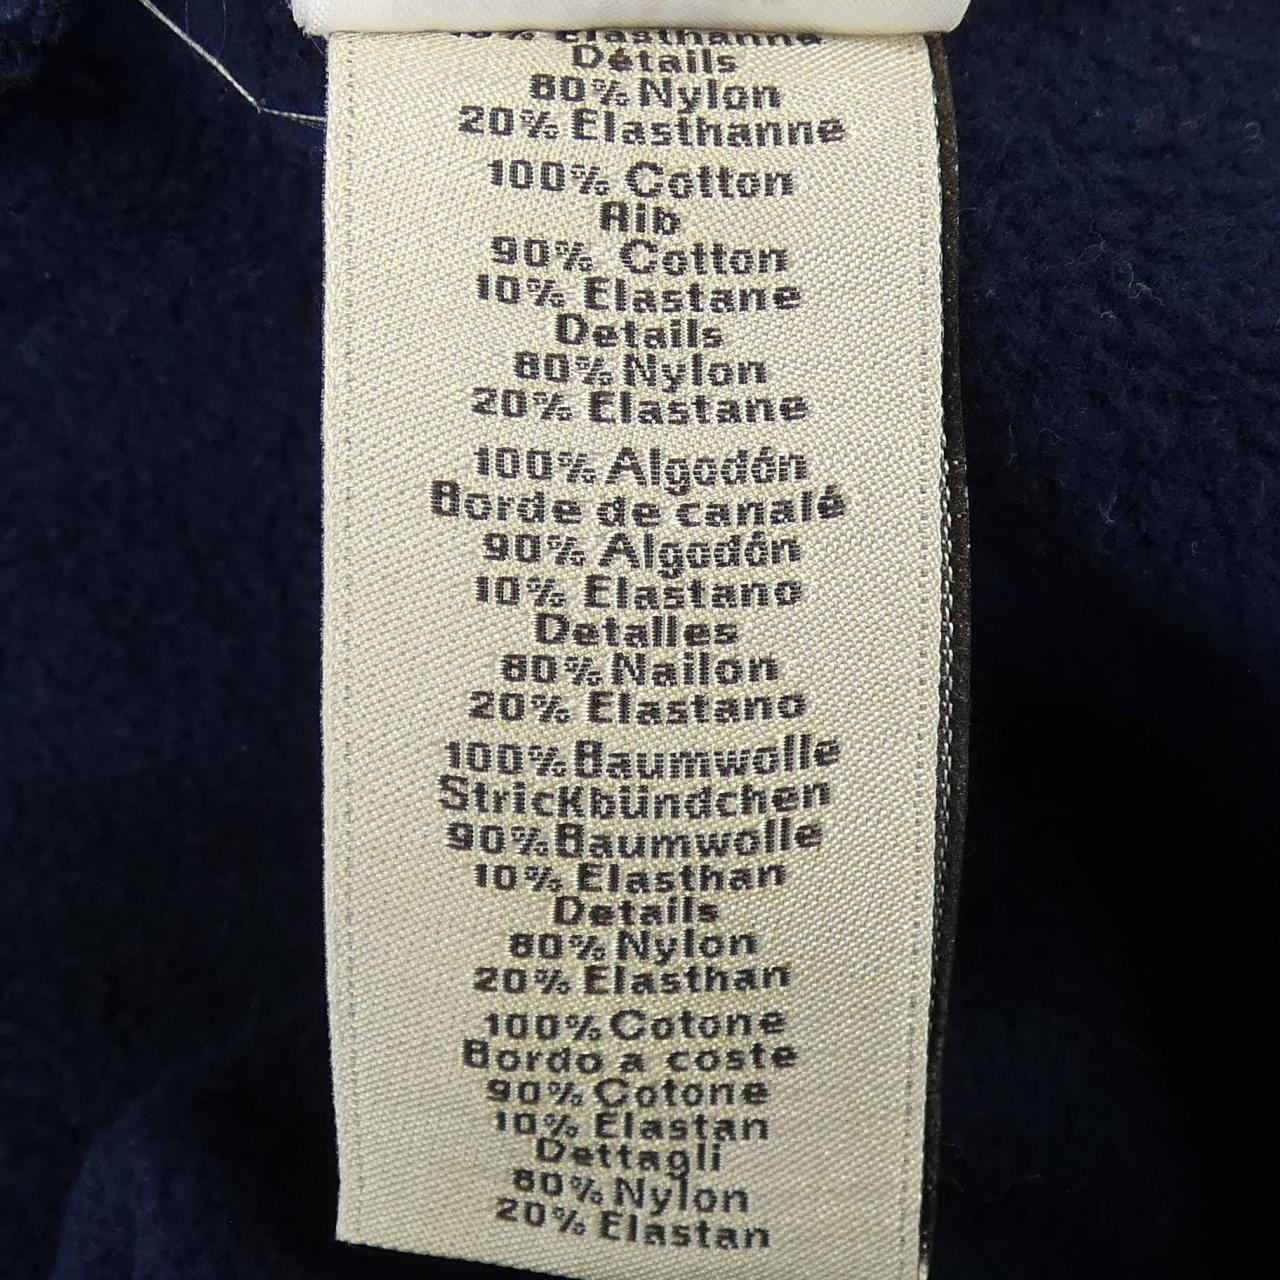 10% Elasthanne
Détails
80% Nylon
20% Elasthanne
100% Cotton
Rib
90% Cotton
10% Elastane
Details
80% Nylon
20% Elastane
100% Algodón
Borde de canalé
90% Algodón
10% Elastano
Detalles
80% Nailon
20% Elastano
100% Baumwolle
Strickbündchen
90% Baumwolle
10% Elasthan
Details
80% Nylon
20% Elasthan
100% Cotone
Bordo a coste
90% Cotone
10% Elastan
Dettagli
80% Nylon
20% Elastan